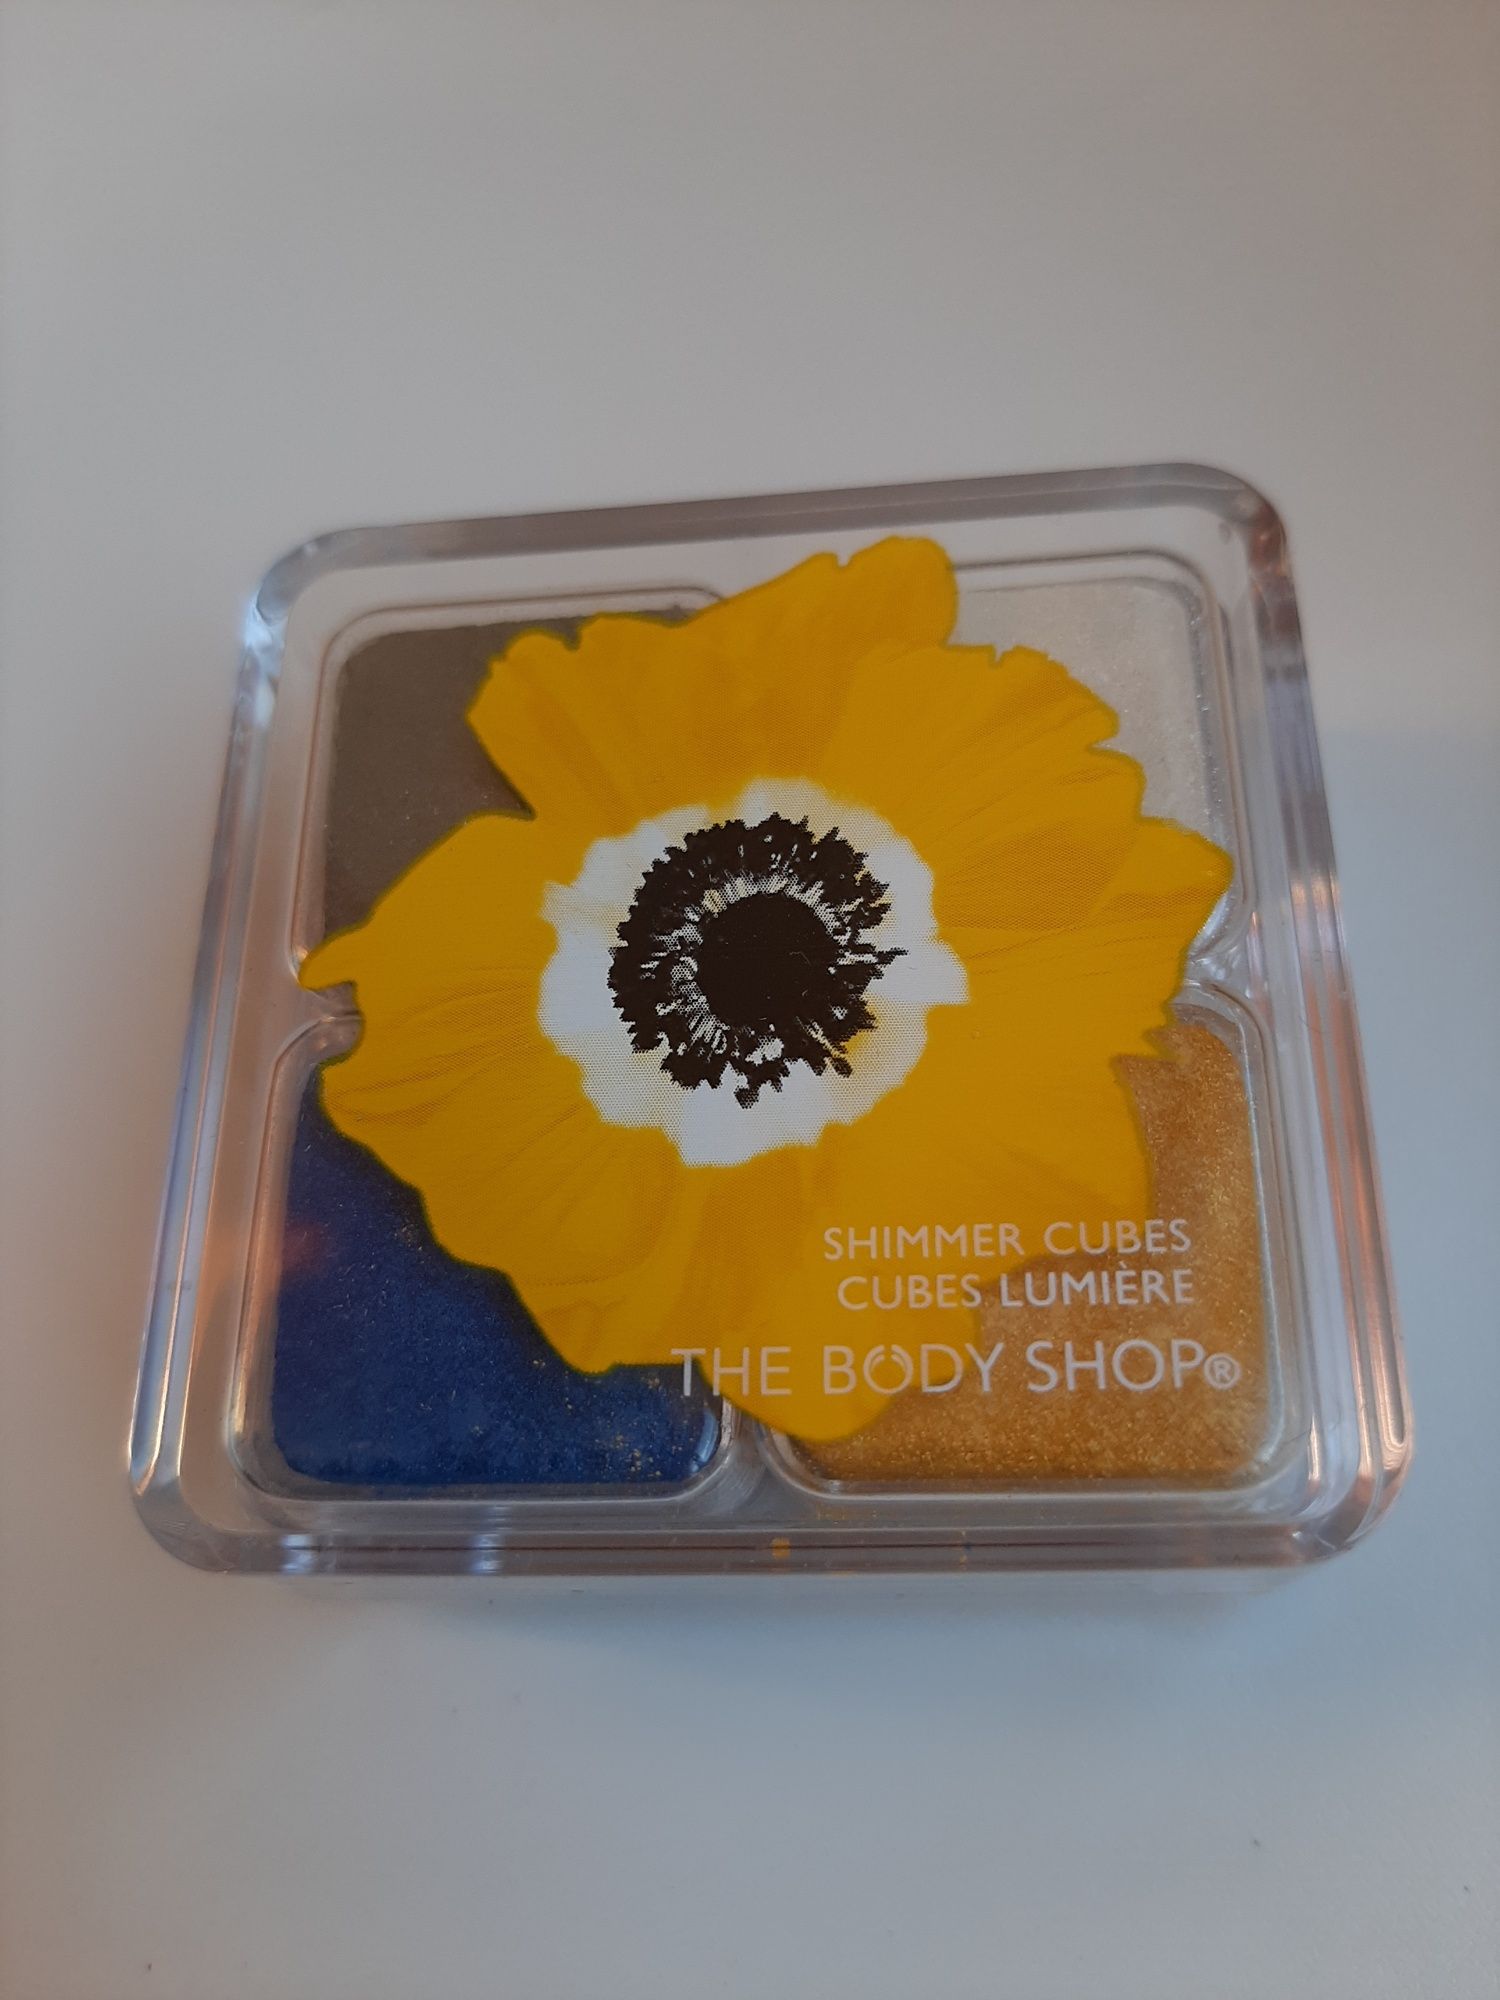 SHIMMER CUBES
CUBES LUMIÈRE
THE BODY SHOP®